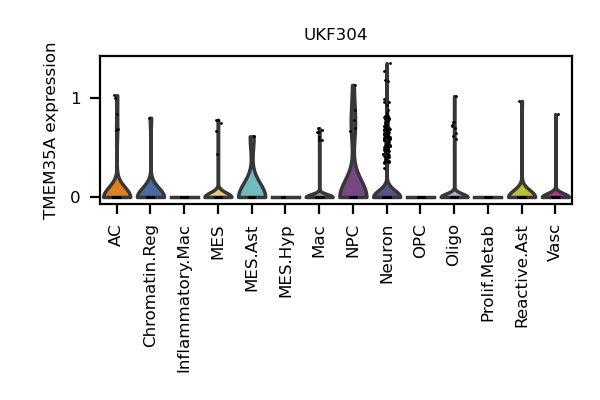 UKF304
TMEM35A expression
1
0
AC
Chromatin.Reg
Inflammatory.Mac
MES
MES.Ast
MES.Hyp
Mac
NPC
Neuron
OPC
Oligo
Prolif.Metab
Reactive.Ast
Vasc